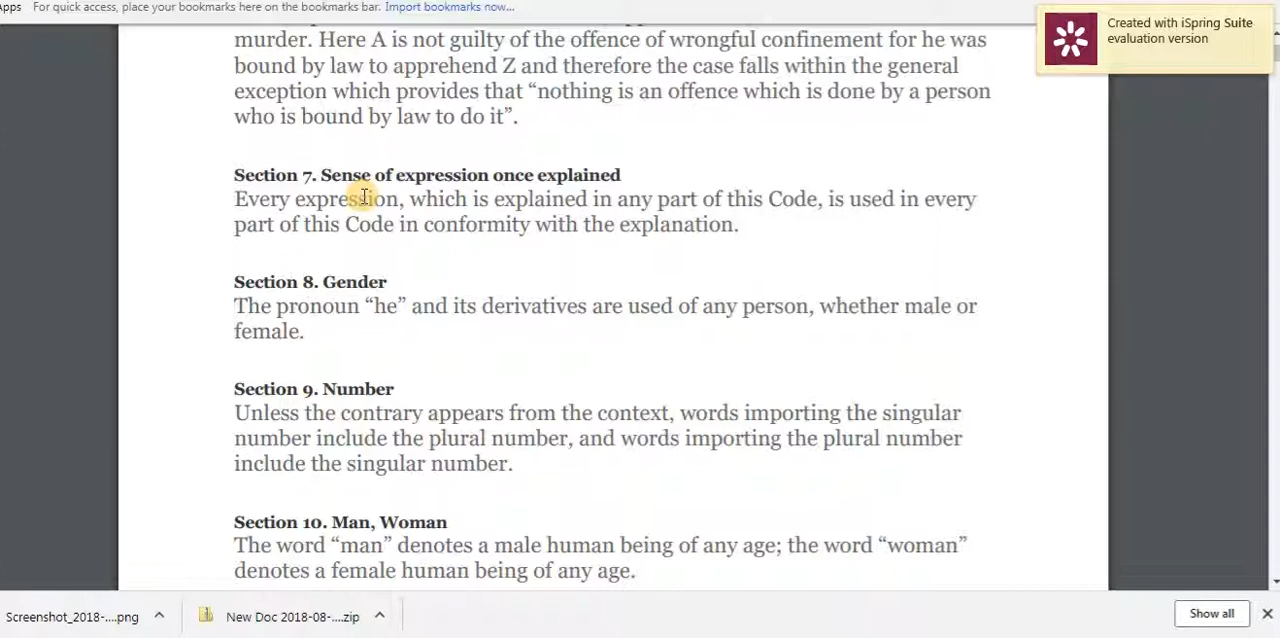 Apps For quick access, place your bookmarks here on the bookmarks bar. Import bookmarks now...
Created with iSpring Suite
evaluation version
murder. Here A is not guilty of the offence of wrongful confinement for he was
bound by law to apprehend Z and therefore the case falls within the general
exception which provides that “nothing is an offence which is done by a person
who is bound by law to do it”.
Section 7. Sense of expression once explained
Every expression, which is explained in any part of this Code, is used in every
part of this Code in conformity with the explanation.
Section 8. Gender
The pronoun “he” and its derivatives are used of any person, whether male or
female.
Section 9. Number
Unless the contrary appears from the context, words importing the singular
number include the plural number, and words importing the plural number
include the singular number.
Section 10. Man, Woman
The word “man” denotes a male human being of any age; the word “woman”
denotes a female human being of any age.
Screenshot_2018-....png
New Doc 2018-08-....zip
Show all